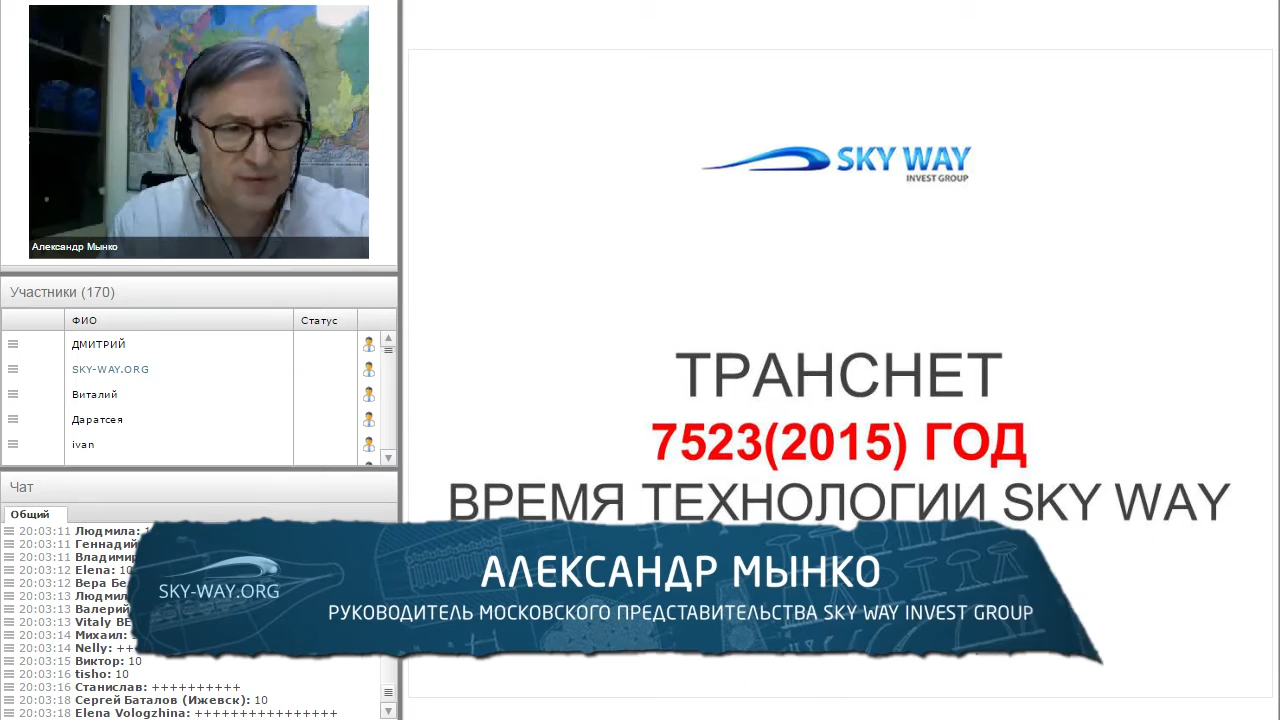 Александр Мынко
Участники (170)
ФИО
Статус
ДМИТРИЙ
SKY-WAY.ORG
Виталий
Даратсея
ivan
Чат
Общий
20:03:11 Людмила:
20:03:11 Геннадий
20:03:11 Владимир
20:03:12 Elena: 10
20:03:12 Вера
20:03:13
20:03:13 Валерий
20:03:13 Vitaly
20:03:14 Михаил:
20:03:14 Nelly: ++
20:03:15 Виктор: 10
20:03:16 tisho: 10
20:03:16 Станислав: ++++++++++
20:03:18 Сергей Баталов (Ижевск): 10
20:03:18 Elena Vologzhina: ++++++++++++++++
SKY WAY
INVEST GROUP
ТРАНСНЕТ
7523(2015) ГОД
ВРЕМЯ ТЕХНОЛОГИИ SKY WAY
SKY-WAY.ORG
АЛЕКСАНДР МЫНКО
РУКОВОДИТЕЛЬ МОСКОВСКОГО ПРЕДСТАВИТЕЛЬСТВА SKY WAY INVEST GROUP